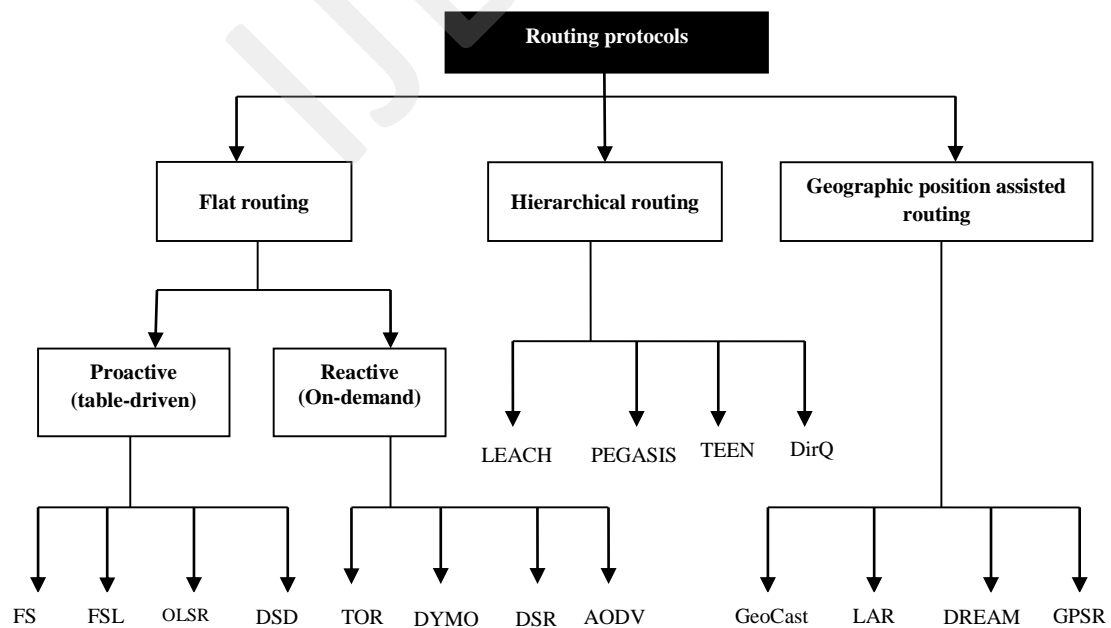 Routing protocols
Flat routing
Hierarchical routing
Geographic position assisted
routing
Proactive
(table-driven)
Reactive
(On-demand)
LEACH
PEGASIS
TEEN
DirQ
FS
FSL
OLSR
DSD
TOR
DYMO
DSR
AODV
GeoCast
LAR
DREAM
GPSR